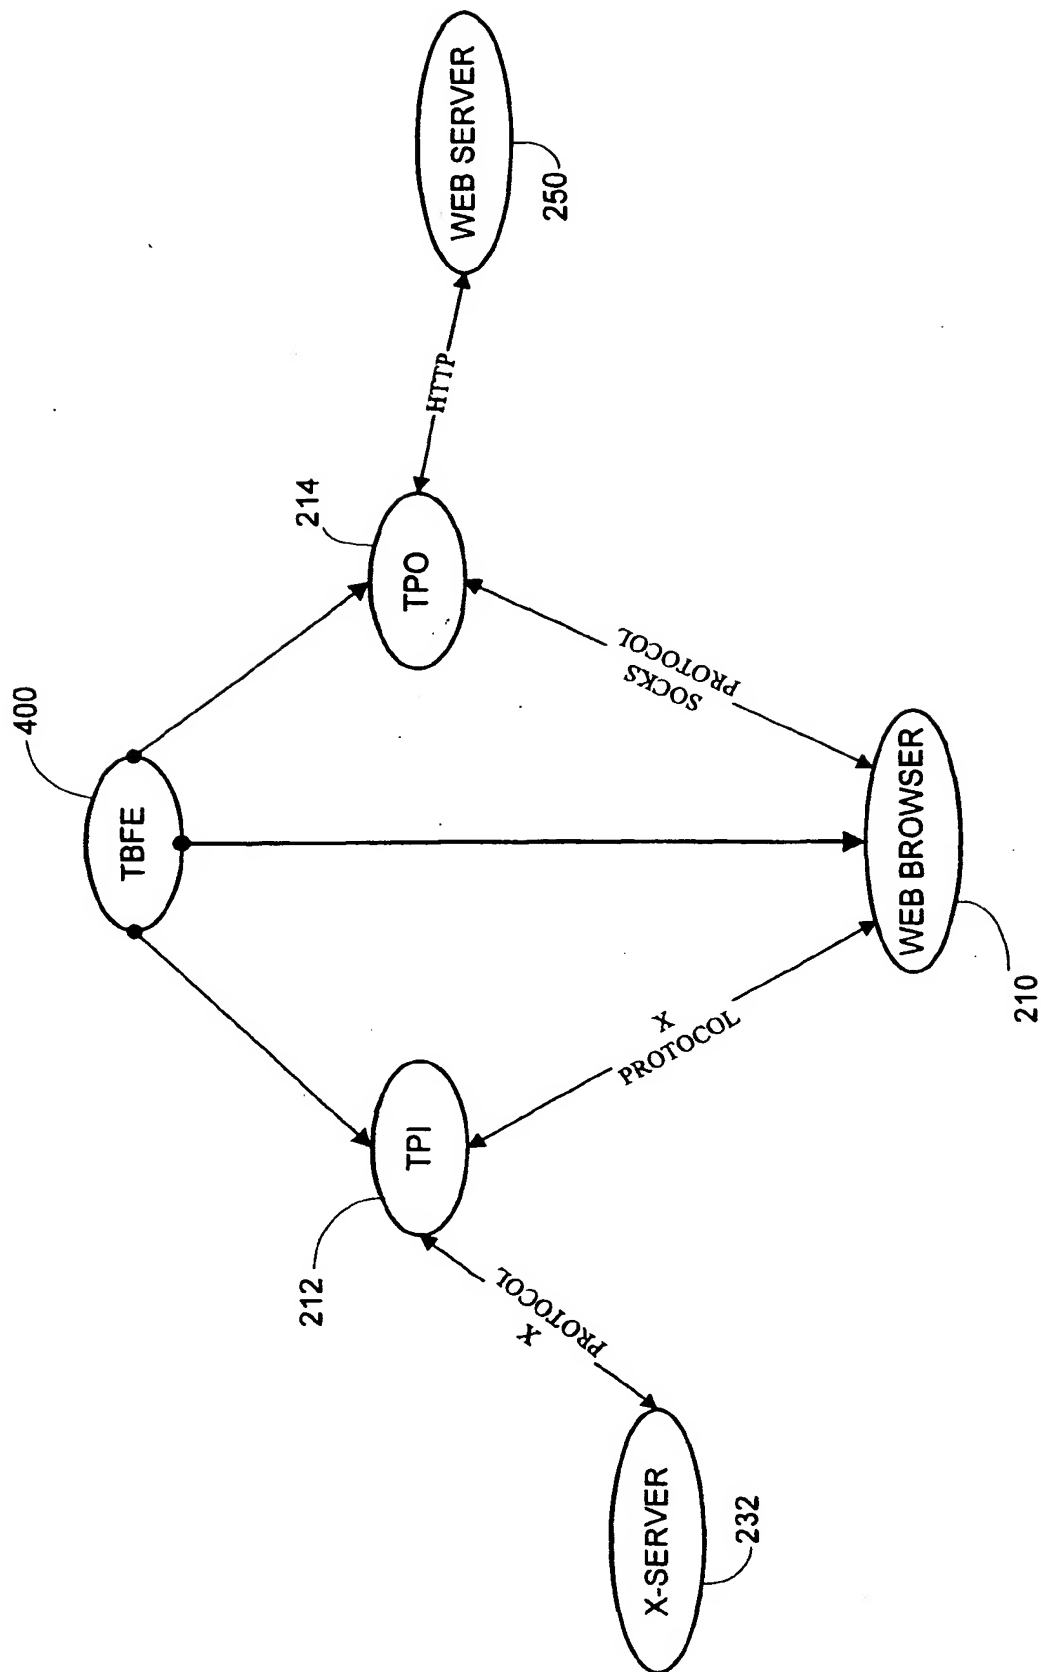 400
TBFE
212
TPI
214
TPO
HTTP
WEB SERVER
250
X
PROTOCOL
X
PROTOCOL
SOCKS
PROTOCOL
X-SERVER
232
WEB BROWSER
210